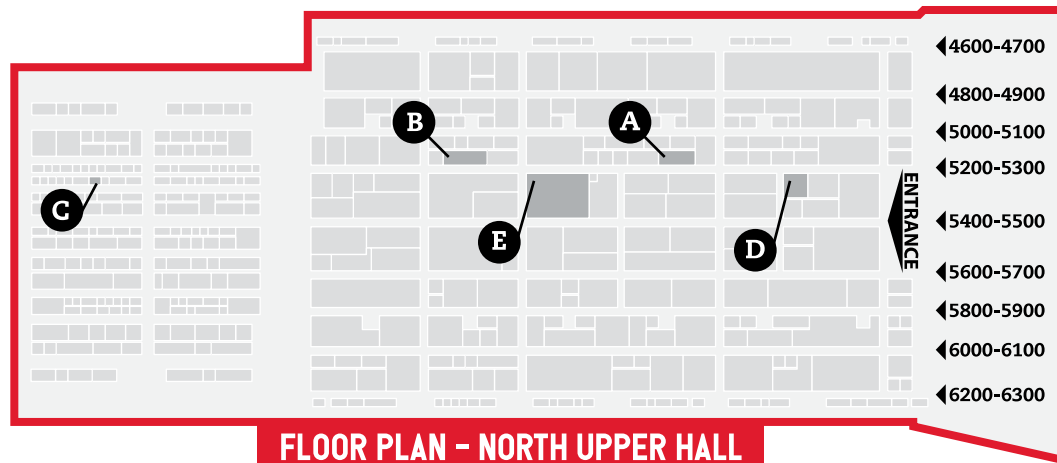 4600-4700
4800-4900
B
A
5000-5100
5200-5300
C
E
D
ENTRANCE
5400-5500
5600-5700
5800-5900
6000-6100
6200-6300
FLOOR PLAN - NORTH UPPER HALL